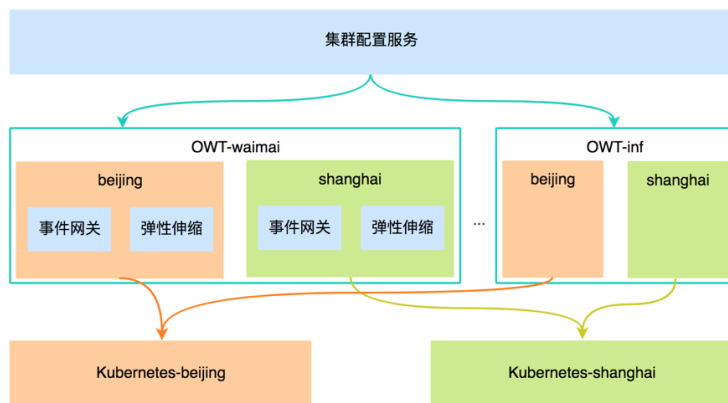 集群配置服务
OWT-waimai
OWT-inf
beijing
shanghai
beijing
shanghai
事件网关
弹性伸缩
事件网关
弹性伸缩
...
Kubernetes-beijing
Kubernetes-shanghai